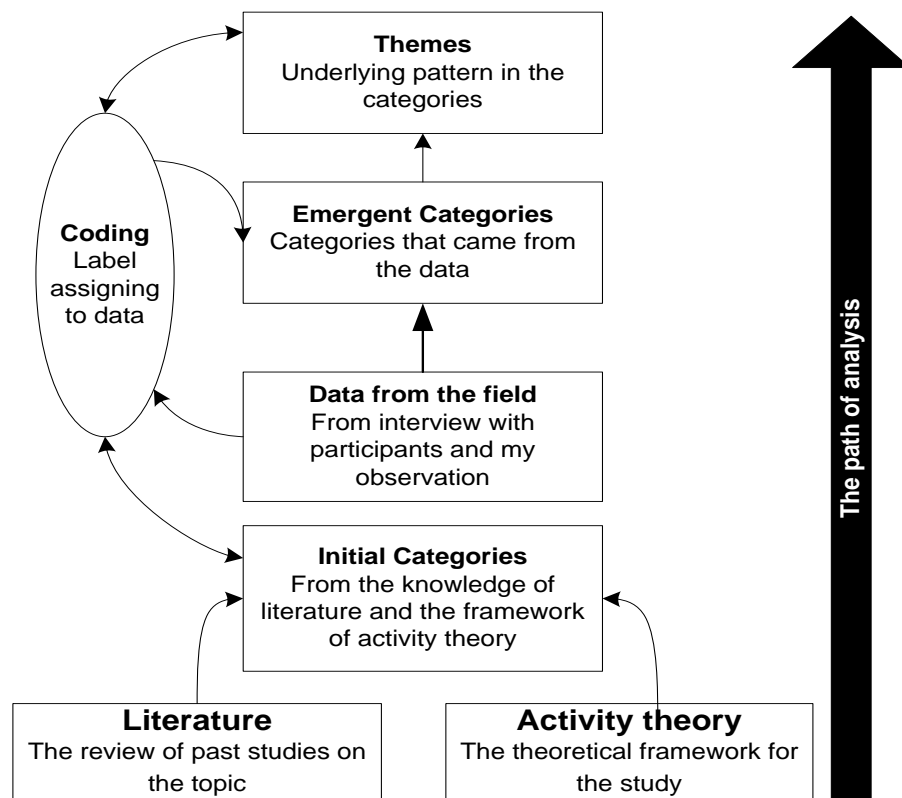 Themes
Underlying pattern in the
categories
Emergent Categories
Categories that came from
the data
Coding
Label
assigning
to data
Data from the field
From interview with
participants and my
observation
Initial Categories
From the knowledge of
literature and the framework
of activity theory
Literature
The review of past studies on
the topic
Activity theory
The theoretical framework for
the study
The path of analysis